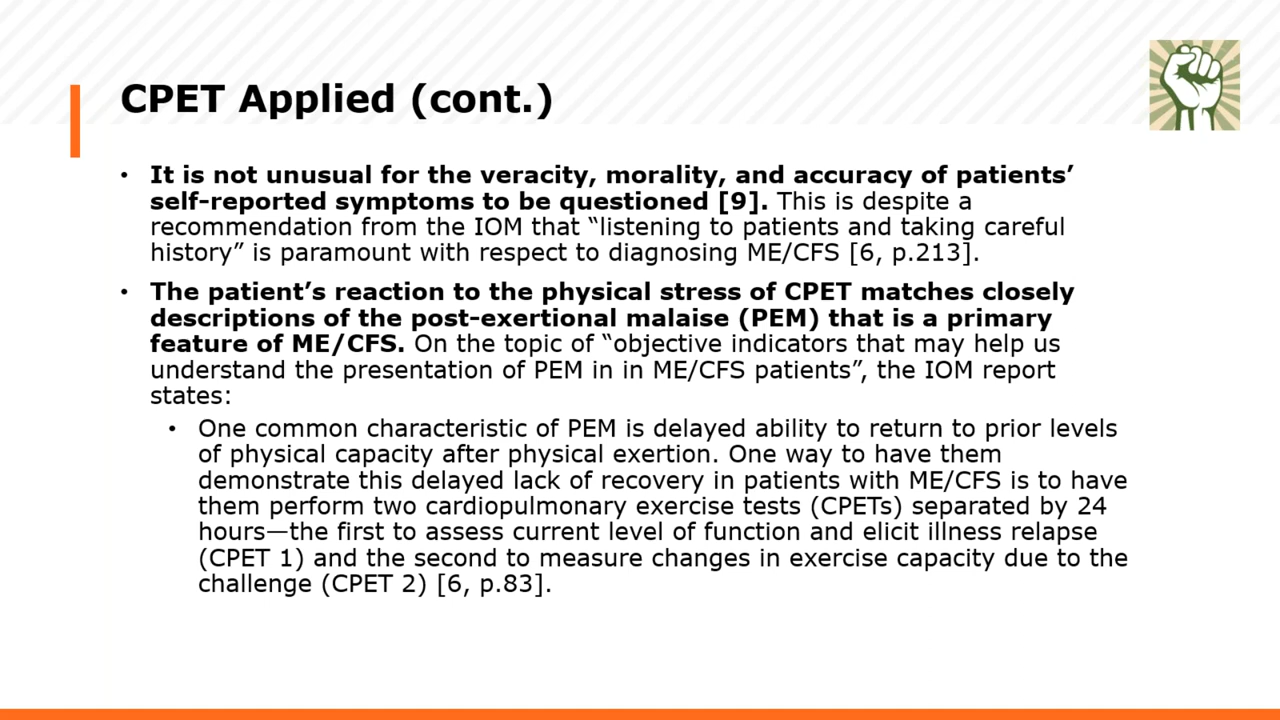 CPET Applied (cont.)
• It is not unusual for the veracity, morality, and accuracy of patients’
self-reported symptoms to be questioned [9]. This is despite a
recommendation from the IOM that “listening to patients and taking careful
history” is paramount with respect to diagnosing ME/CFS [6, p.213].
• The patient’s reaction to the physical stress of CPET matches closely
descriptions of the post-exertional malaise (PEM) that is a primary
feature of ME/CFS. On the topic of “objective indicators that may help us
understand the presentation of PEM in in ME/CFS patients”, the IOM report
states:
• One common characteristic of PEM is delayed ability to return to prior levels
of physical capacity after physical exertion. One way to have them
demonstrate this delayed lack of recovery in patients with ME/CFS is to have
them perform two cardiopulmonary exercise tests (CPETs) separated by 24
hours—the first to assess current level of function and elicit illness relapse
(CPET 1) and the second to measure changes in exercise capacity due to the
challenge (CPET 2) [6, p.83].